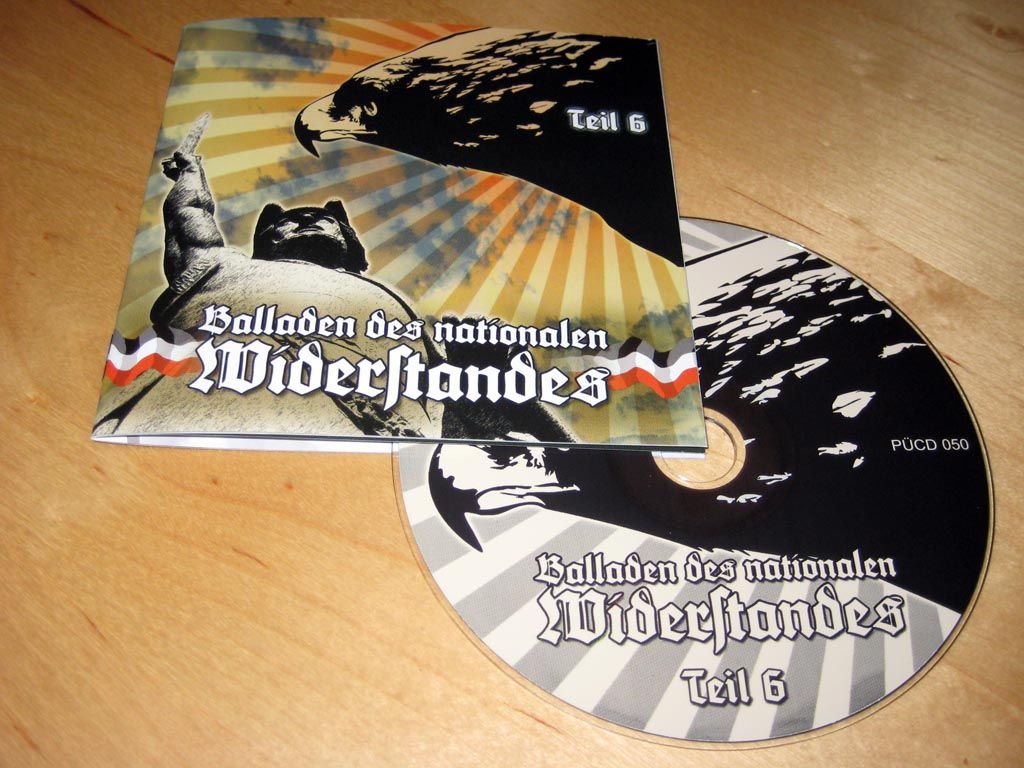 Teil 6
Balladen des nationalen
Widerſtandes
PÜCD 050
Balladen des nationalen
Widerſtandes
Teil 6